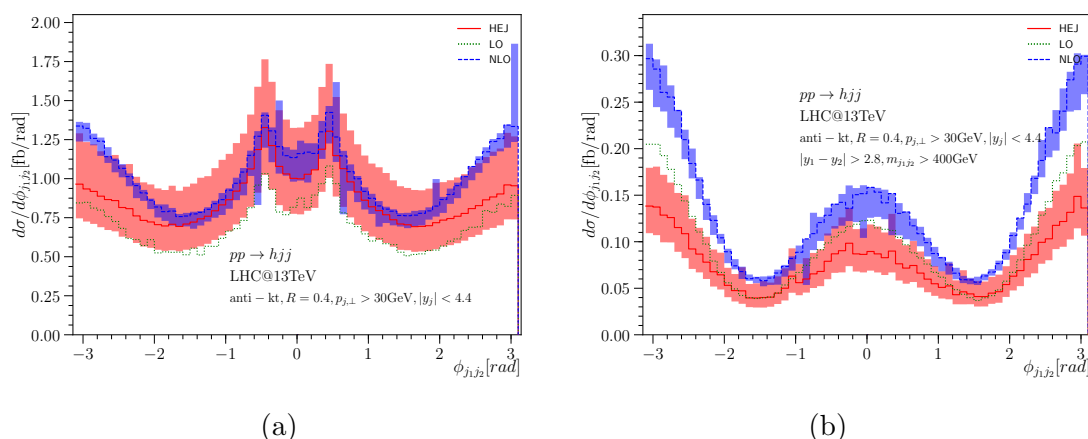 2.00
1.75
1.50
1.25
1.00
0.75
0.50
0.25
0.00
dσ/dϕ_{j₁j₂}[fb/rad]
HEJ
LO
NLO
pp → hjj
LHC@13TeV
anti − kt, R = 0.4, p_{j,⊥} > 30GeV, |y_j| < 4.4
−3 −2 −1 0 1 2 3
ϕ_{j₁j₂}[rad]
(a)
0.30
0.25
0.20
0.15
0.10
0.05
0.00
dσ/dϕ_{j₁j₂}[fb/rad]
HEJ
LO
NLO
pp → hjj
LHC@13TeV
anti − kt, R = 0.4, p_{j,⊥} > 30GeV, |y_j| < 4.4
|y₁ − y₂| > 2.8, m_{j₁j₂} > 400GeV
−3 −2 −1 0 1 2 3
ϕ_{j₁j₂}[rad]
(b)